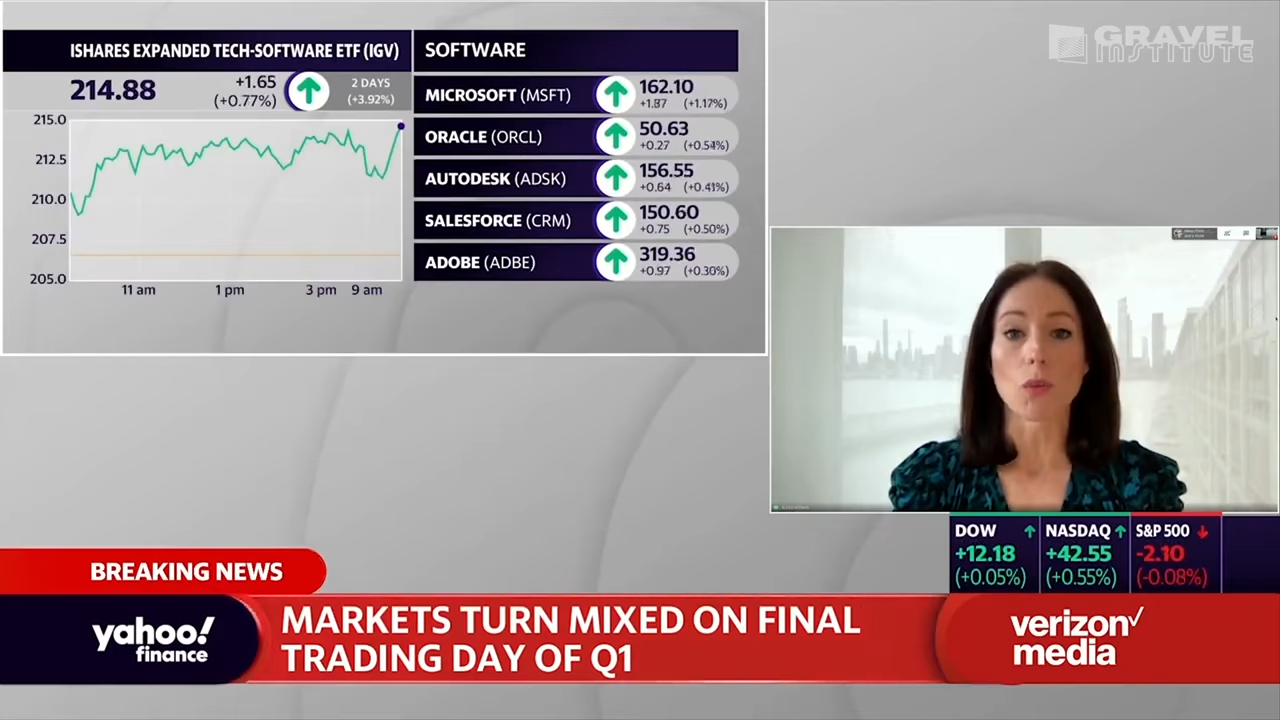 GRAVEL
INSTITUTE
ISHARES EXPANDED TECH-SOFTWARE ETF (IGV)
214.88
+1.65
(+0.77%)
2 DAYS
(+3.92%)
215.0
212.5
210.0
207.5
205.0
11 am 1 pm 3 pm 9 am
SOFTWARE
MICROSOFT (MSFT) 162.10
+1.87 (+1.17%)
ORACLE (ORCL) 50.63
+0.27 (+0.54%)
AUTODESK (ADSK) 156.55
+0.64 (+0.41%)
SALESFORCE (CRM) 150.60
+0.75 (+0.50%)
ADOBE (ADBE) 319.36
+0.97 (+0.30%)
DOW NASDAQ S&P 500
+12.18 +42.55 -2.10
(+0.05%) (+0.55%) (-0.08%)
BREAKING NEWS
yahoo!
finance
MARKETS TURN MIXED ON FINAL
TRADING DAY OF Q1
verizon
media